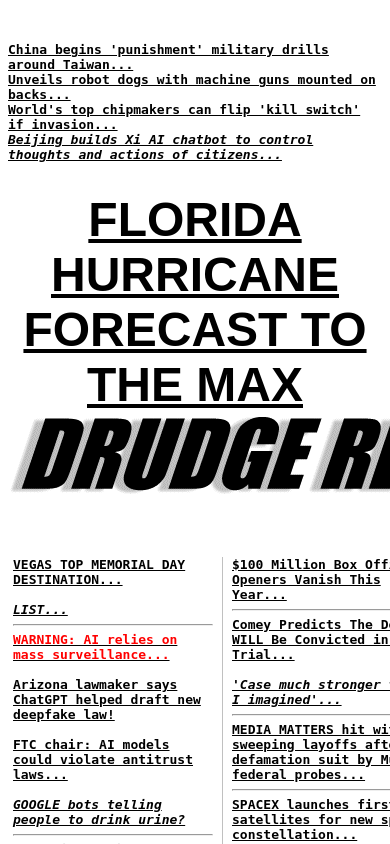 China begins 'punishment' military drills
around Taiwan...
Unveils robot dogs with machine guns mounted on
backs...
World's top chipmakers can flip 'kill switch'
if invasion...
Beijing builds Xi AI chatbot to control
thoughts and actions of citizens...
FLORIDA
HURRICANE
FORECAST TO
THE MAX
DRUDGE
VEGAS TOP MEMORIAL DAY
DESTINATION...
LIST...
WARNING: AI relies on
mass surveillance...
Arizona lawmaker says
ChatGPT helped draft new
deepfake law!
FTC chair: AI models
could violate antitrust
laws...
GOOGLE bots telling
people to drink urine?
$100 Million Box
Openers Vanish This
Year...
Comey Predicts The
WILL Be Convicted in
Trial...
'Case much stronger
I imagined'...
MEDIA MATTERS hit
sweeping layoffs
defamation suit by
federal probes...
SPACEX launches
satellites for new
constellation...